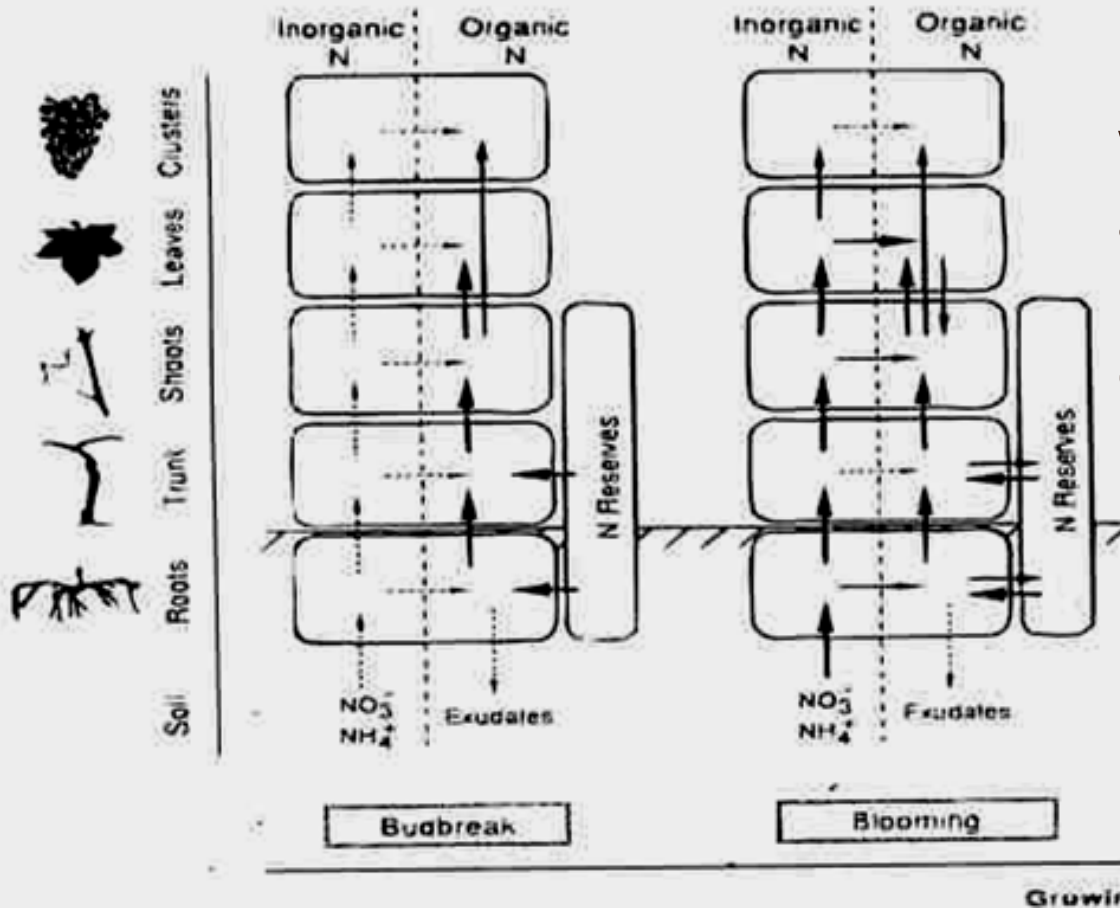 Inorganic
N
Organic
N
Inorganic
N
Organic
N
Clusters
Leaves
Shoots
Trunk
Roots
Soil
N Reserves
N Reserves
NO₃⁻
NH₄⁺
Exudates
NO₃⁻
NH₄⁺
Exudates
Budbreak
Blooming
Growin